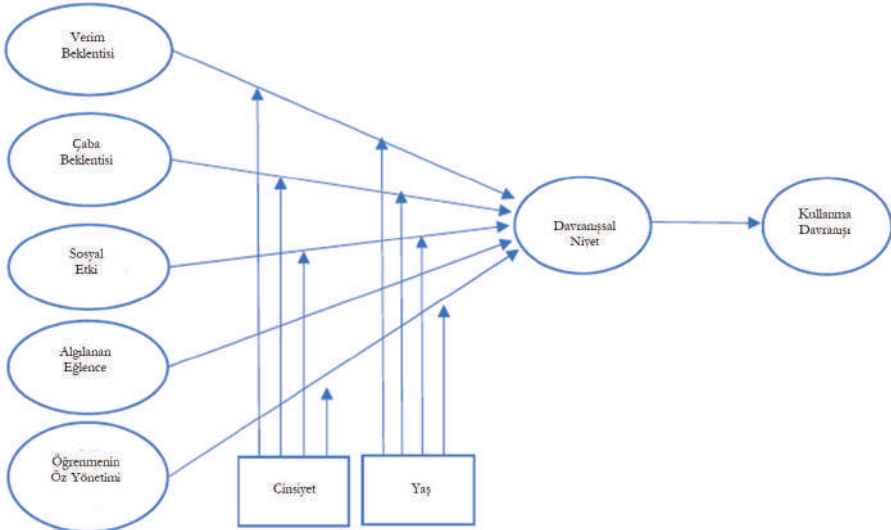 Verim
Beklentisi
Çaba
Beklentisi
Sosyal
Etki
Algılanan
Eğlence
Öğrenmenin
Öz Yönetimi
Cinsiyet
Yaş
Davranışsal
Niyet
Kullanma
Davranışı